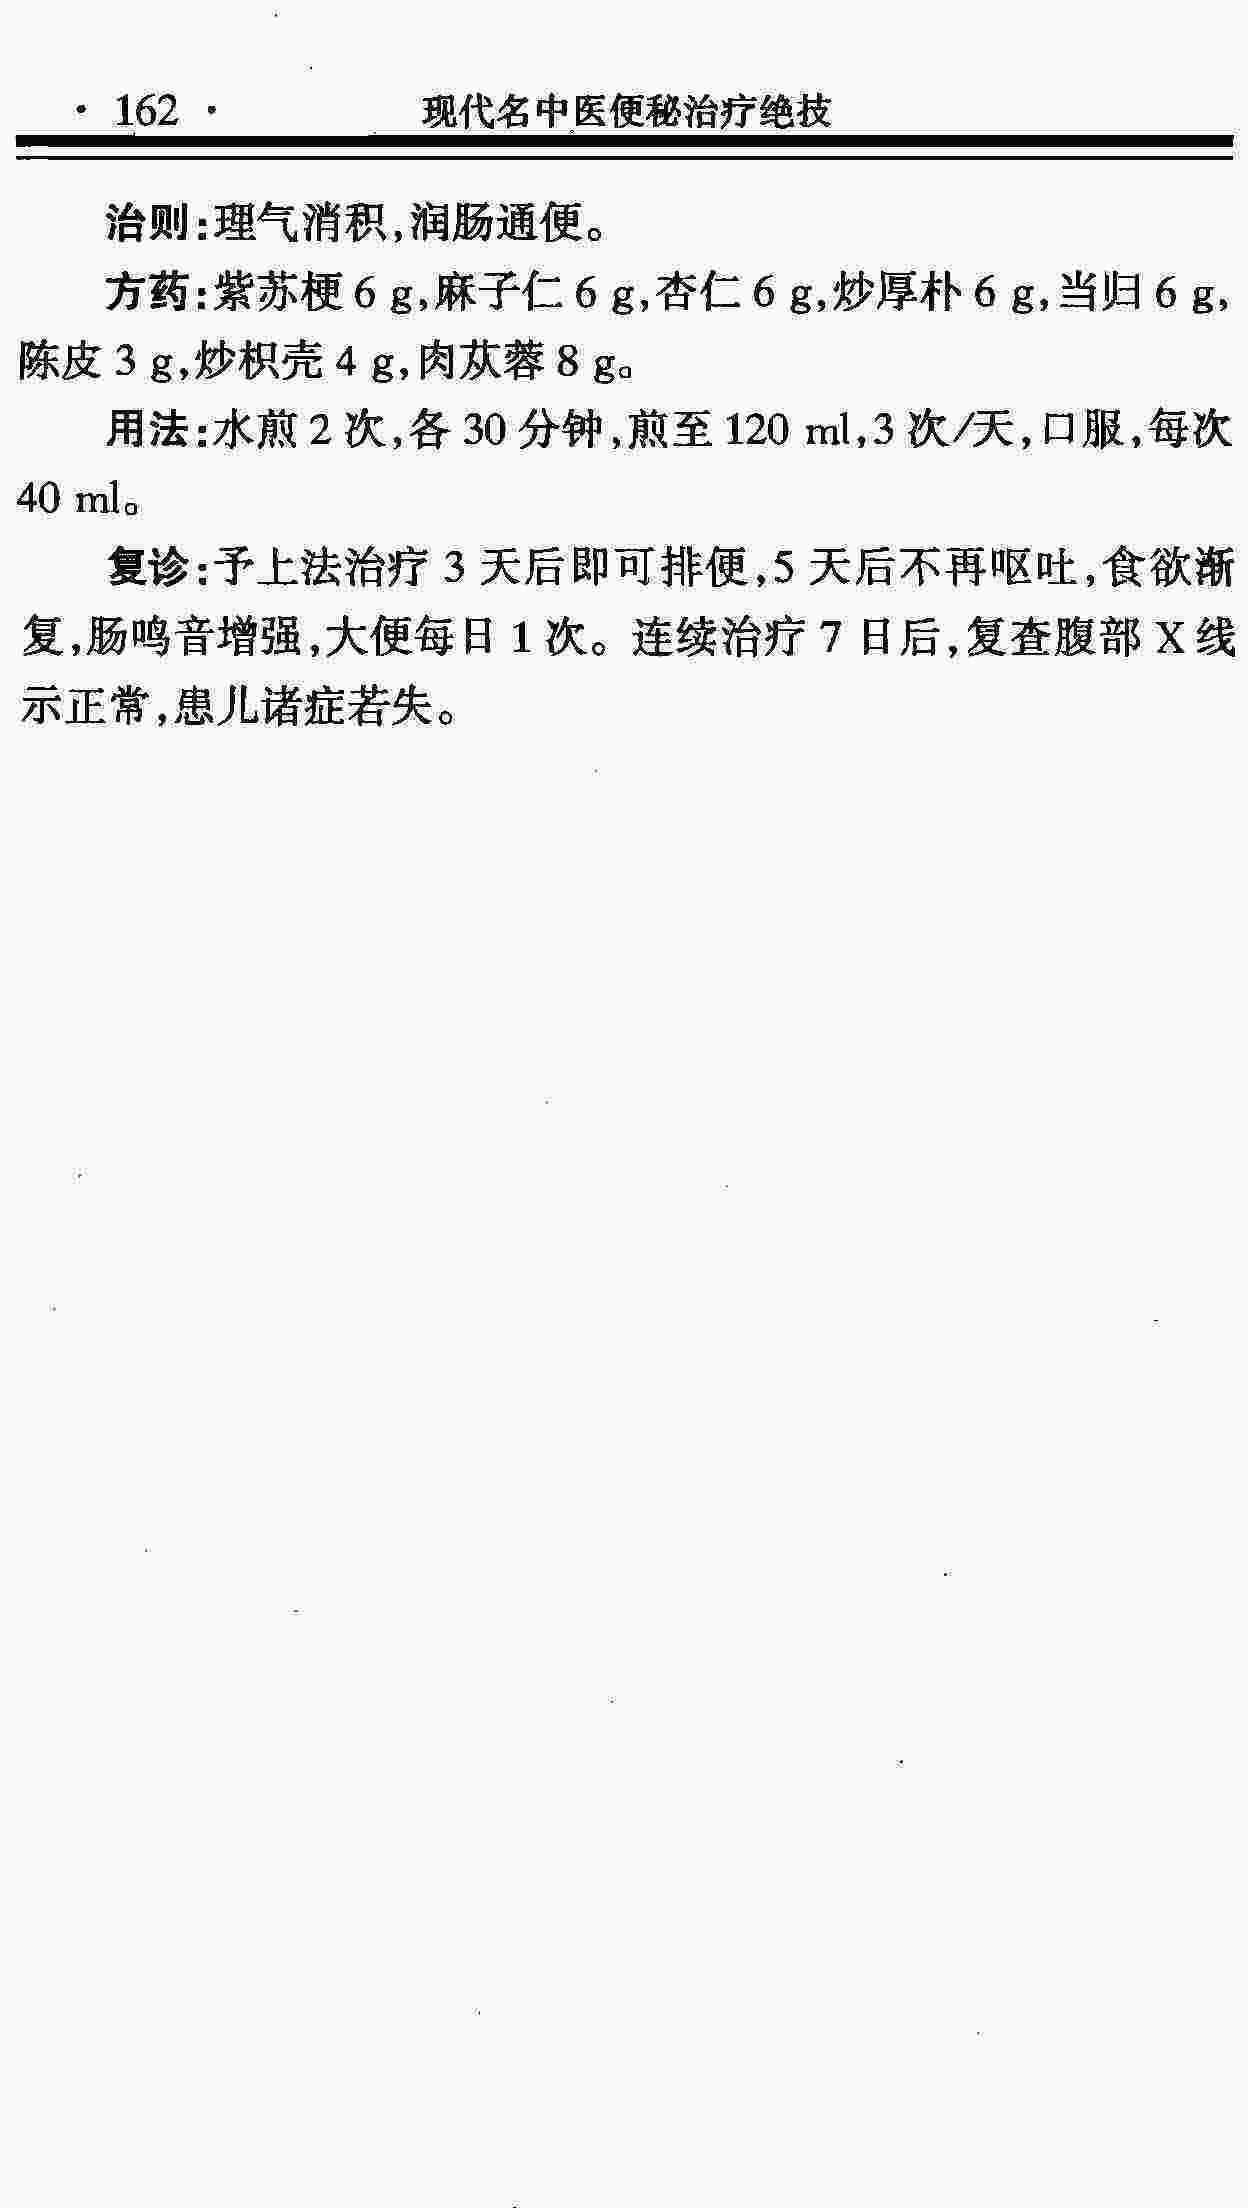 · 162 · 现代名中医便秘治疗绝技
治则:理气消积,润肠通便。
方药:紫苏梗 6 g,麻子仁 6 g,杏仁 6 g,炒厚朴 6 g,当归 6 g,
陈皮 3 g,炒枳壳 4 g,肉苁蓉 8 g。
用法:水煎 2 次,各 30 分钟,煎至 120 ml,3 次/天,口服,每次
40 ml。
复诊:予上法治疗 3 天后即可排便,5 天后不再呕吐,食欲渐
复,肠鸣音增强,大便每日 1 次。连续治疗 7 日后,复查腹部 X 线
示正常,患儿诸症若失。